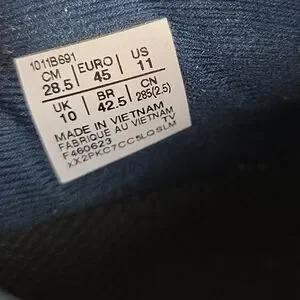 1011B691
CM | EURO | US
28.5 | 45 | 11
UK | BR | CN
10 | 42.5 | 285(2.5)
MADE IN VIETNAM
FABRIQUE AU VIETNAM
F460623 TV
XX2PKC7CC5LQSLM